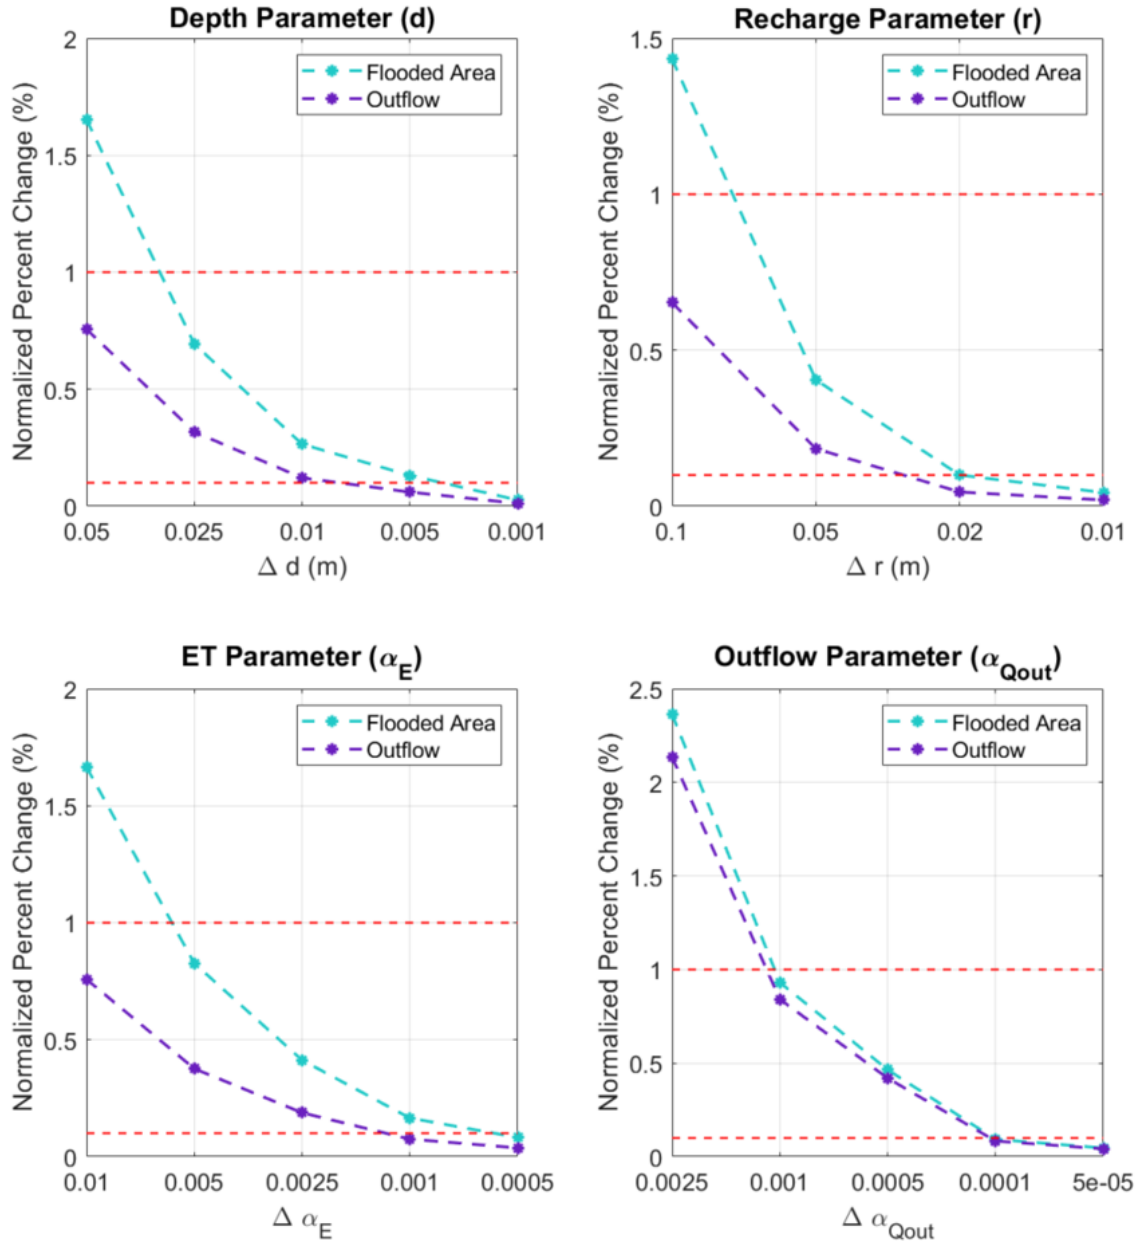 Depth Parameter (d)
Normalized Percent Change (%)
2
1.5
1
0.5
0
Flooded Area
Outflow
0.05 0.025 0.01 0.005 0.001
Δ d (m)
Recharge Parameter (r)
Normalized Percent Change (%)
1.5
1
0.5
0
Flooded Area
Outflow
0.1 0.05 0.02 0.01
Δ r (m)
ET Parameter (α_E)
Normalized Percent Change (%)
2
1.5
1
0.5
0
Flooded Area
Outflow
0.01 0.005 0.0025 0.001 0.0005
Δ α_E
Outflow Parameter (α_Qout)
Normalized Percent Change (%)
2.5
2
1.5
1
0.5
0
Flooded Area
Outflow
0.0025 0.001 0.0005 0.0001 5e-05
Δ α_Qout